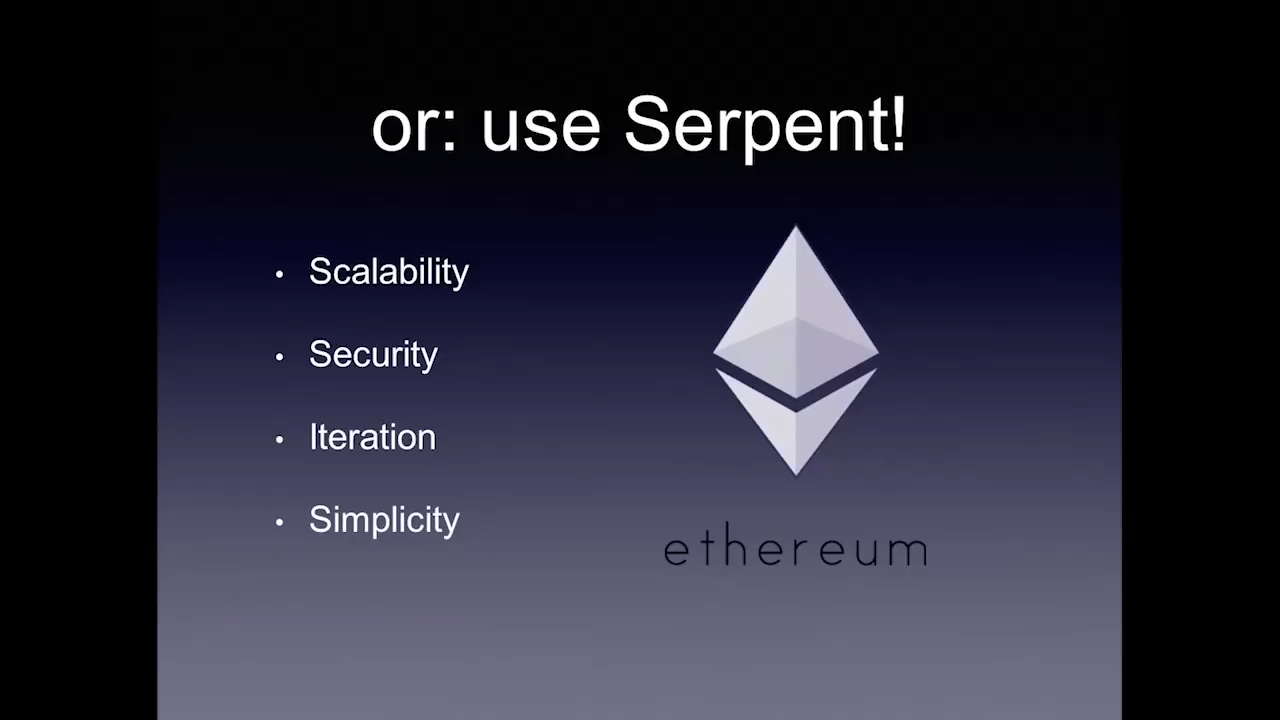 or: use Serpent!
• Scalability
• Security
• Iteration
• Simplicity
ethereum